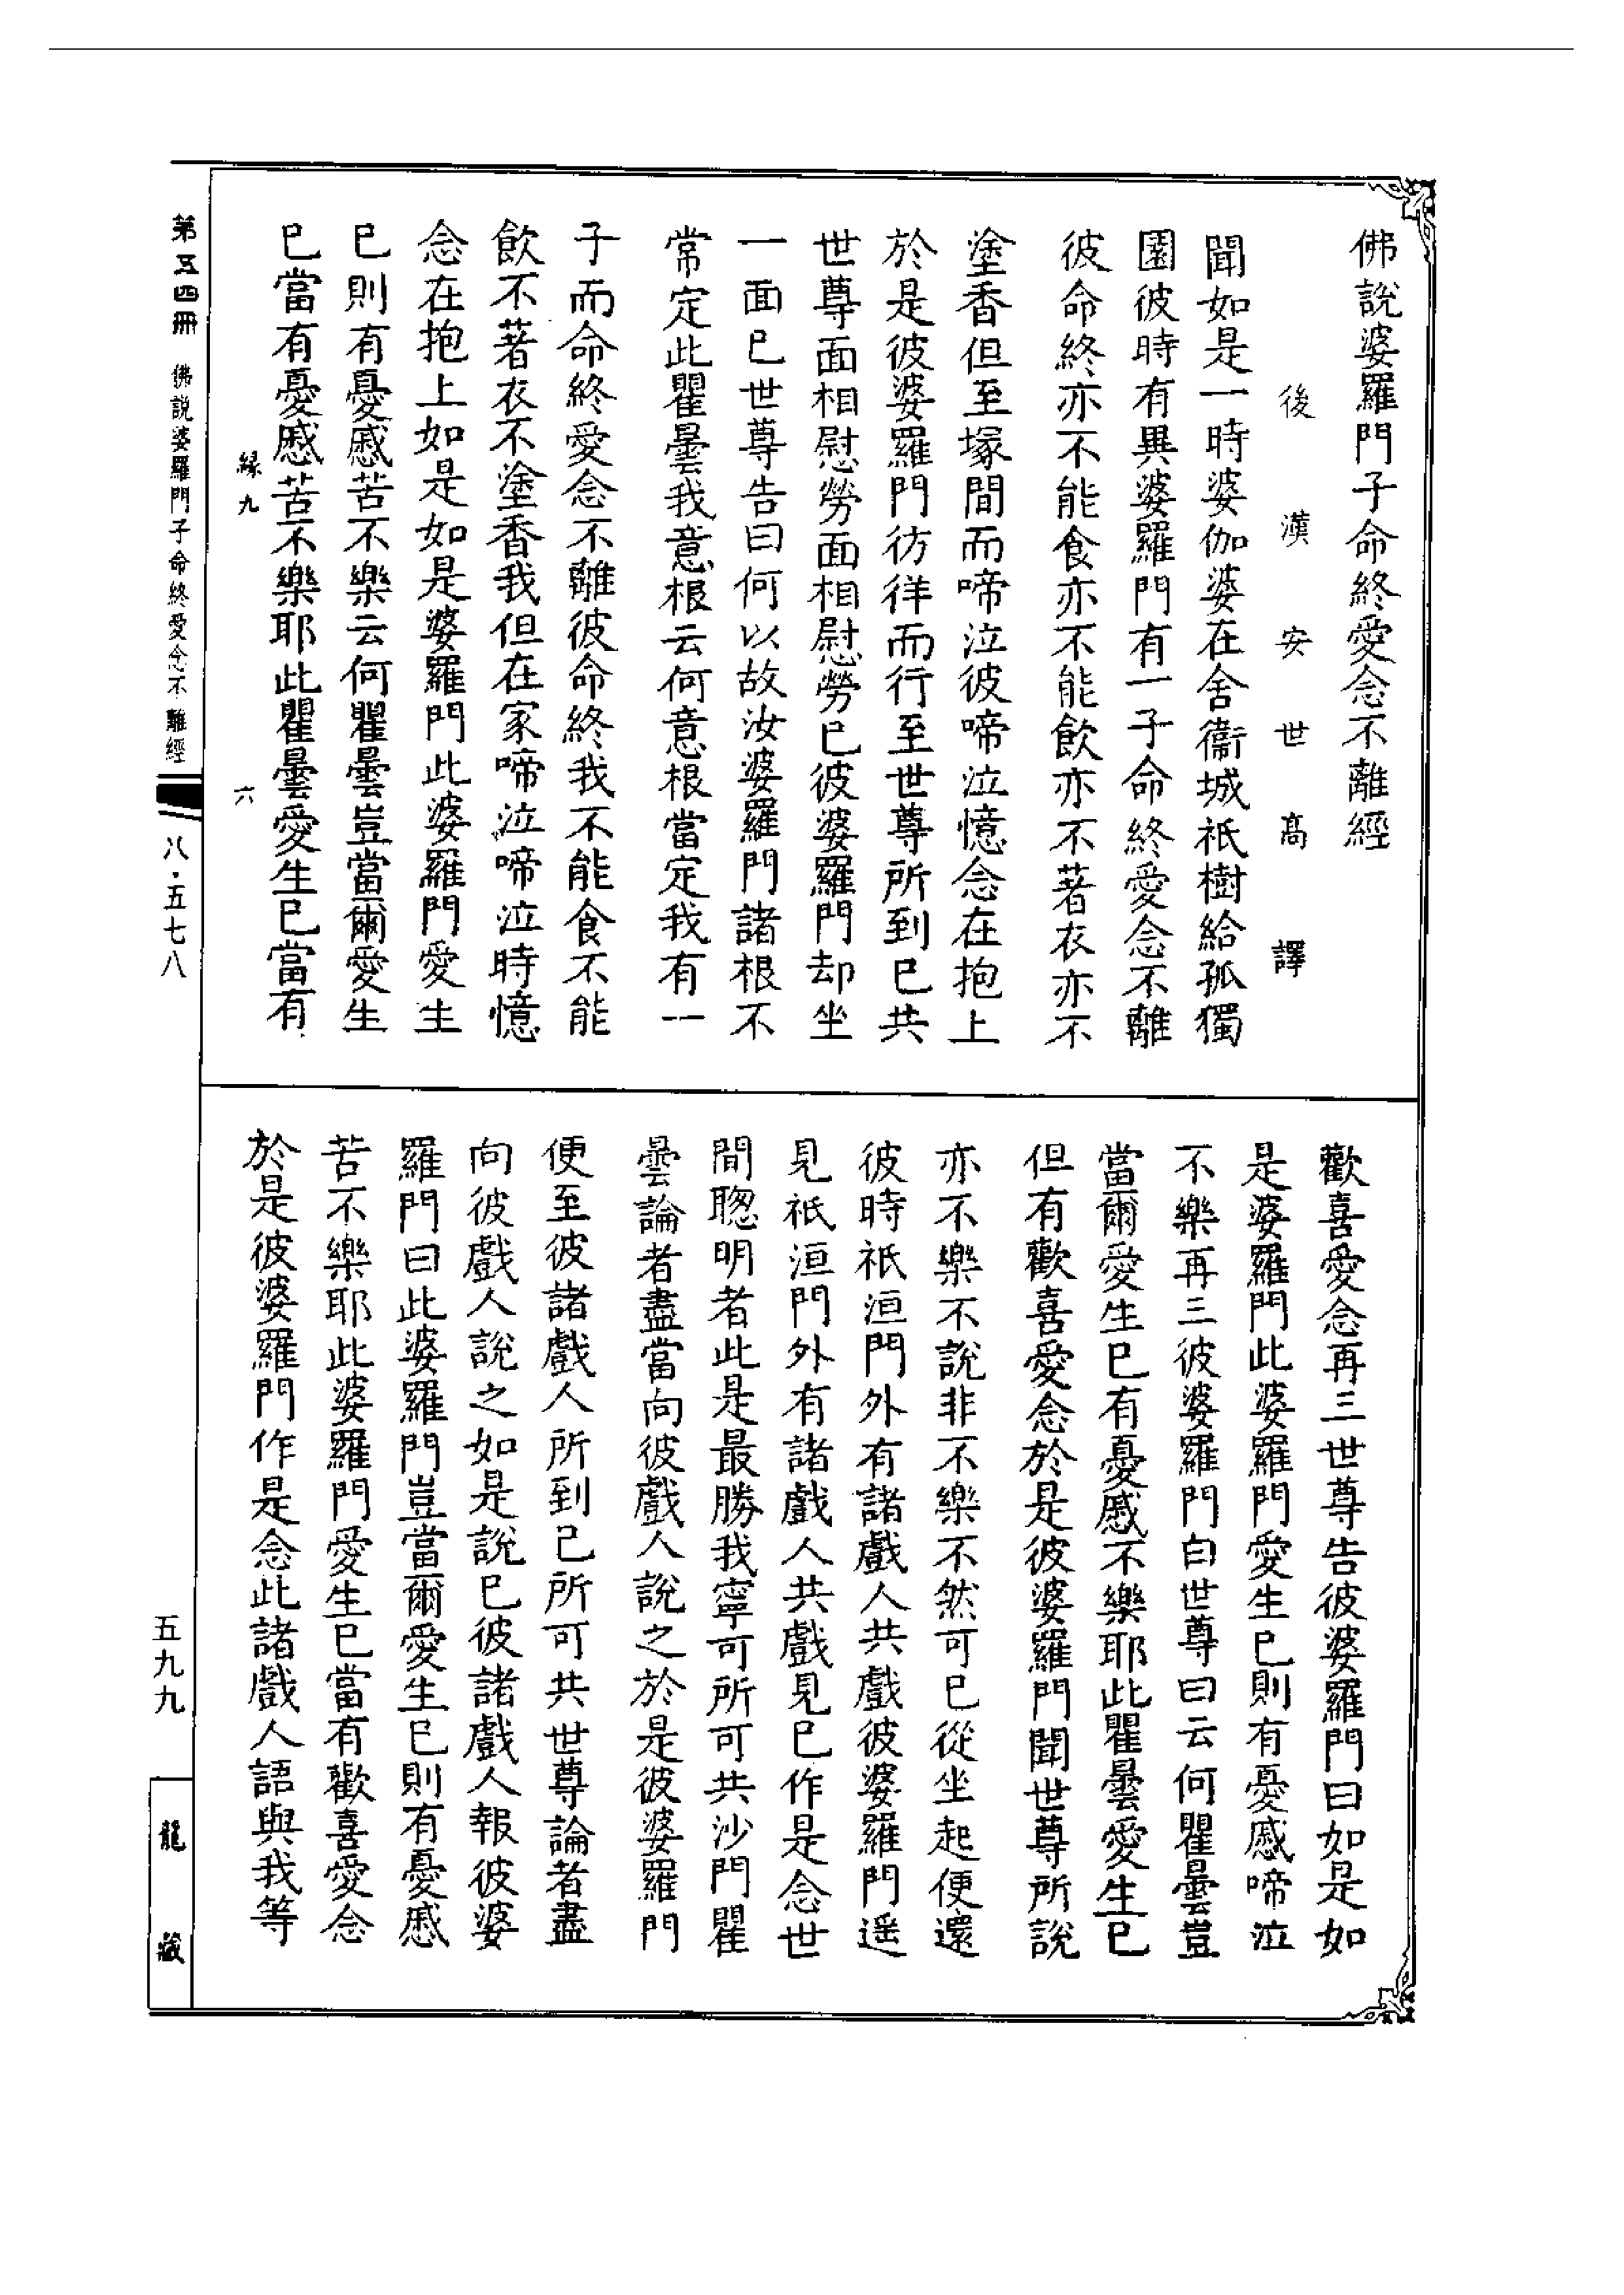 佛說婆羅門子命終愛念不離經
後漢安世高譯
聞如是一時婆伽婆在舍衞城祇樹給孤獨
園彼時有異婆羅門有一子命終愛念不離
彼命終亦不能食亦不能飲亦不著衣亦不
塗香但至塚間而啼泣彼啼泣憶念在抱上
於是彼婆羅門彷徉而行至世尊所到已共
世尊面相慰勞面相慰勞已彼婆羅門却坐
一面已世尊告曰何以故汝婆羅門諸根不
常定此瞿曇我意根云何意根當定我有一
子而命終愛念不離彼命終我不能食不能
飲不著衣不塗香我但在家啼泣啼泣時憶
念在抱上如是如是婆羅門此婆羅門愛生
已則有憂慼苦不樂云何瞿曇豈當爾愛生
已當有憂慼苦不樂耶此瞿曇愛生已當有
緣九 六
歡喜愛念再三世尊告彼婆羅門曰如是如
是婆羅門此婆羅門愛生已則有憂慼啼泣
不樂再三彼婆羅門白世尊曰云何瞿曇豈
當爾愛生已有憂慼不樂耶此瞿曇愛生已
但有歡喜愛念於是彼婆羅門聞世尊所說
亦不樂不說非不樂不然可已從坐起便還
彼時祇洹門外有諸戲人共戲彼婆羅門遥
見祇洹門外有諸戲人共戲見已作是念世
間聰明者此是最勝我寧可所可共沙門瞿
曇論者盡當向彼戲人說之於是彼婆羅門
便至彼諸戲人所到已所可共世尊論者盡
向彼戲人說之如是說已彼諸戲人報彼婆
羅門曰此婆羅門豈當爾愛生已則有憂慼
苦不樂耶此婆羅門愛生已當有歡喜愛念
於是彼婆羅門作是念此諸戲人語與我等
第五四冊 佛說婆羅門子命終愛念不離經 八・五七八
五九九
龍藏